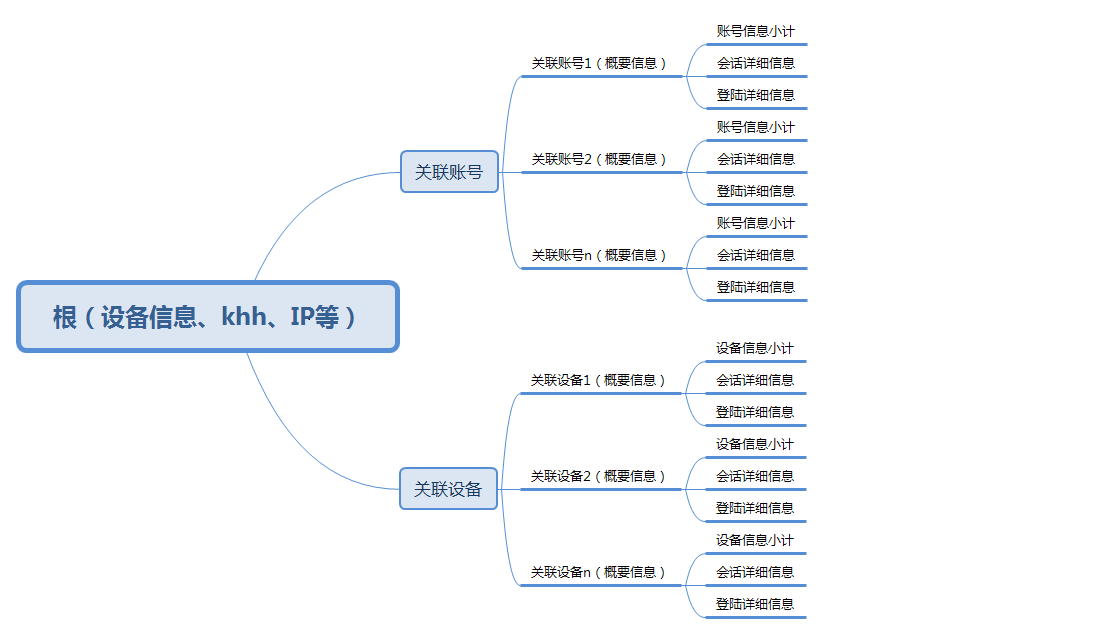 根（设备信息、khh、IP等）
关联账号
关联账号1（概要信息）
账号信息小计
会话详细信息
登陆详细信息
关联账号2（概要信息）
账号信息小计
会话详细信息
登陆详细信息
关联账号n（概要信息）
账号信息小计
会话详细信息
登陆详细信息
关联设备
关联设备1（概要信息）
设备信息小计
会话详细信息
登陆详细信息
关联设备2（概要信息）
设备信息小计
会话详细信息
登陆详细信息
关联设备n（概要信息）
设备信息小计
会话详细信息
登陆详细信息